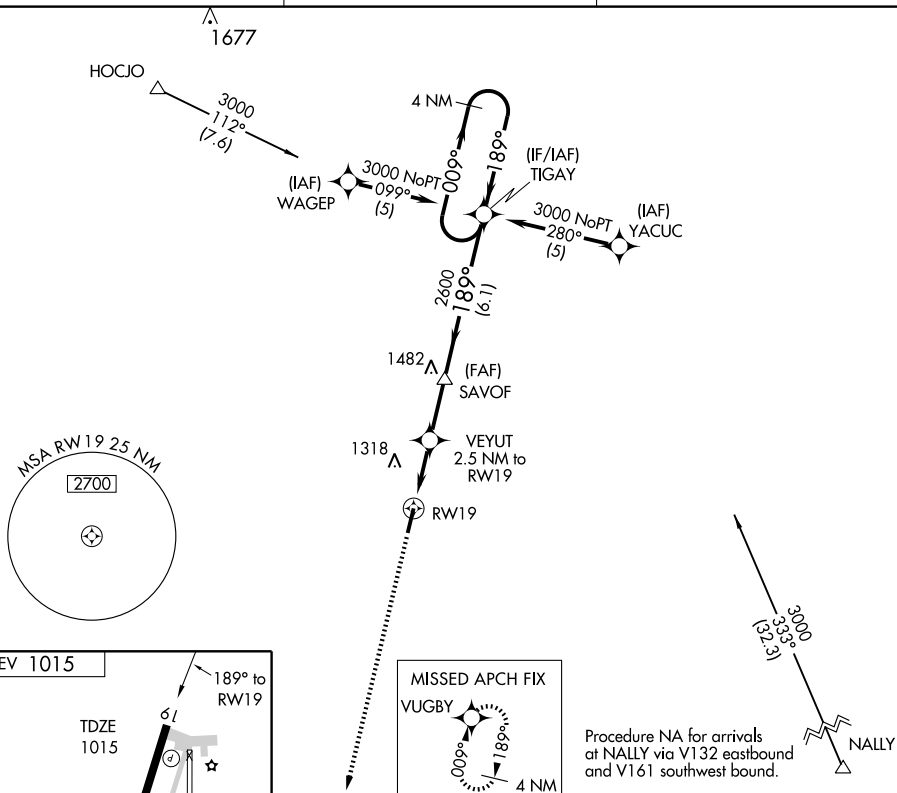 1677
HOCJO
3000
112°
(7.6)
4 NM
009°
189°
(IF/IAF)
TIGAY
(IAF)
WAGEP
3000 NoPT
099°
(5)
3000 NoPT
280°
(5)
(IAF)
YACUC
2600
189°
(6.1)
1482
(FAF)
SAVOF
1318
VEYUT
2.5 NM to
RW19
RW19
MSA RW19 25 NM
2700
3000
333°
(32.3)
NALLY
Procedure NA for arrivals
at NALLY via V132 eastbound
and V161 southwest bound.
MISSED APCH FIX
VUGBY
009°
189°
4 NM
EV 1015
189° to
RW19
19
TDZE
1015
P
X